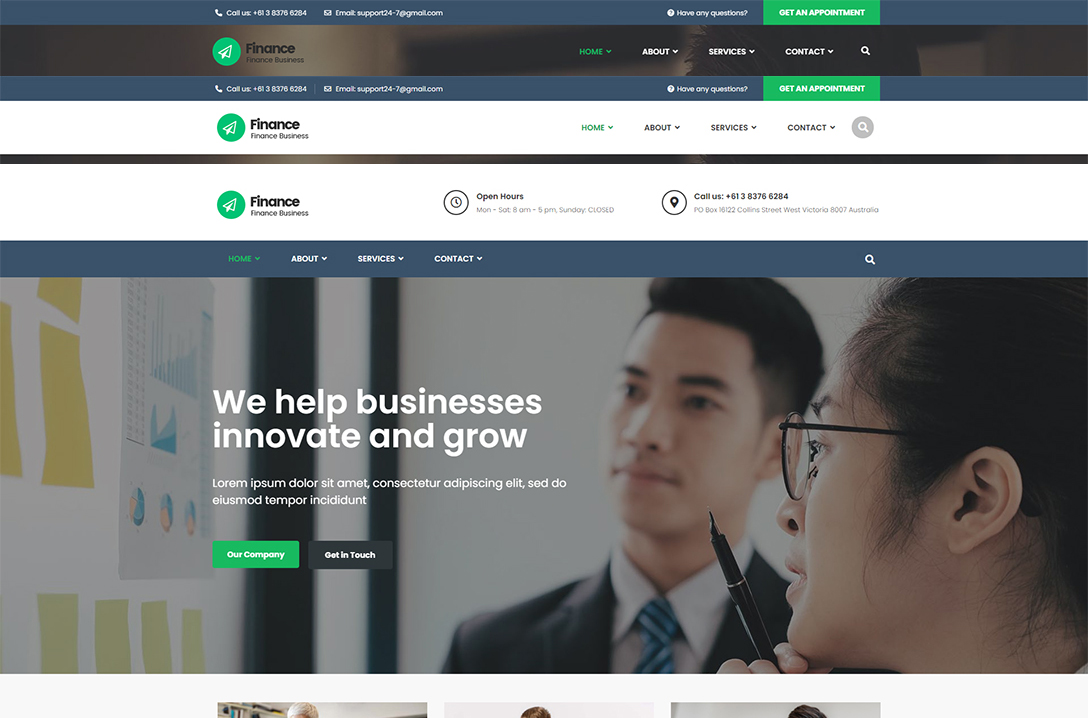 Call us: +61 3 8376 6284 Email: support24-7@gmail.com Have any questions? GET AN APPOINTMENT
Finance
Finance Business
HOME ABOUT SERVICES CONTACT
Call us: +61 3 8376 6284 Email: support24-7@gmail.com Have any questions? GET AN APPOINTMENT
Finance
Finance Business
HOME ABOUT SERVICES CONTACT
Finance
Finance Business
Open Hours
Mon - Sat: 8 am - 5 pm, Sunday: CLOSED
Call us: +61 3 8376 6284
PO Box 16122 Collins Street West Victoria 8007 Australia
HOME ABOUT SERVICES CONTACT
We help businesses
innovate and grow
Lorem ipsum dolor sit amet, consectetur adipiscing elit, sed do
eiusmod tempor incididunt
Our Company Get in Touch